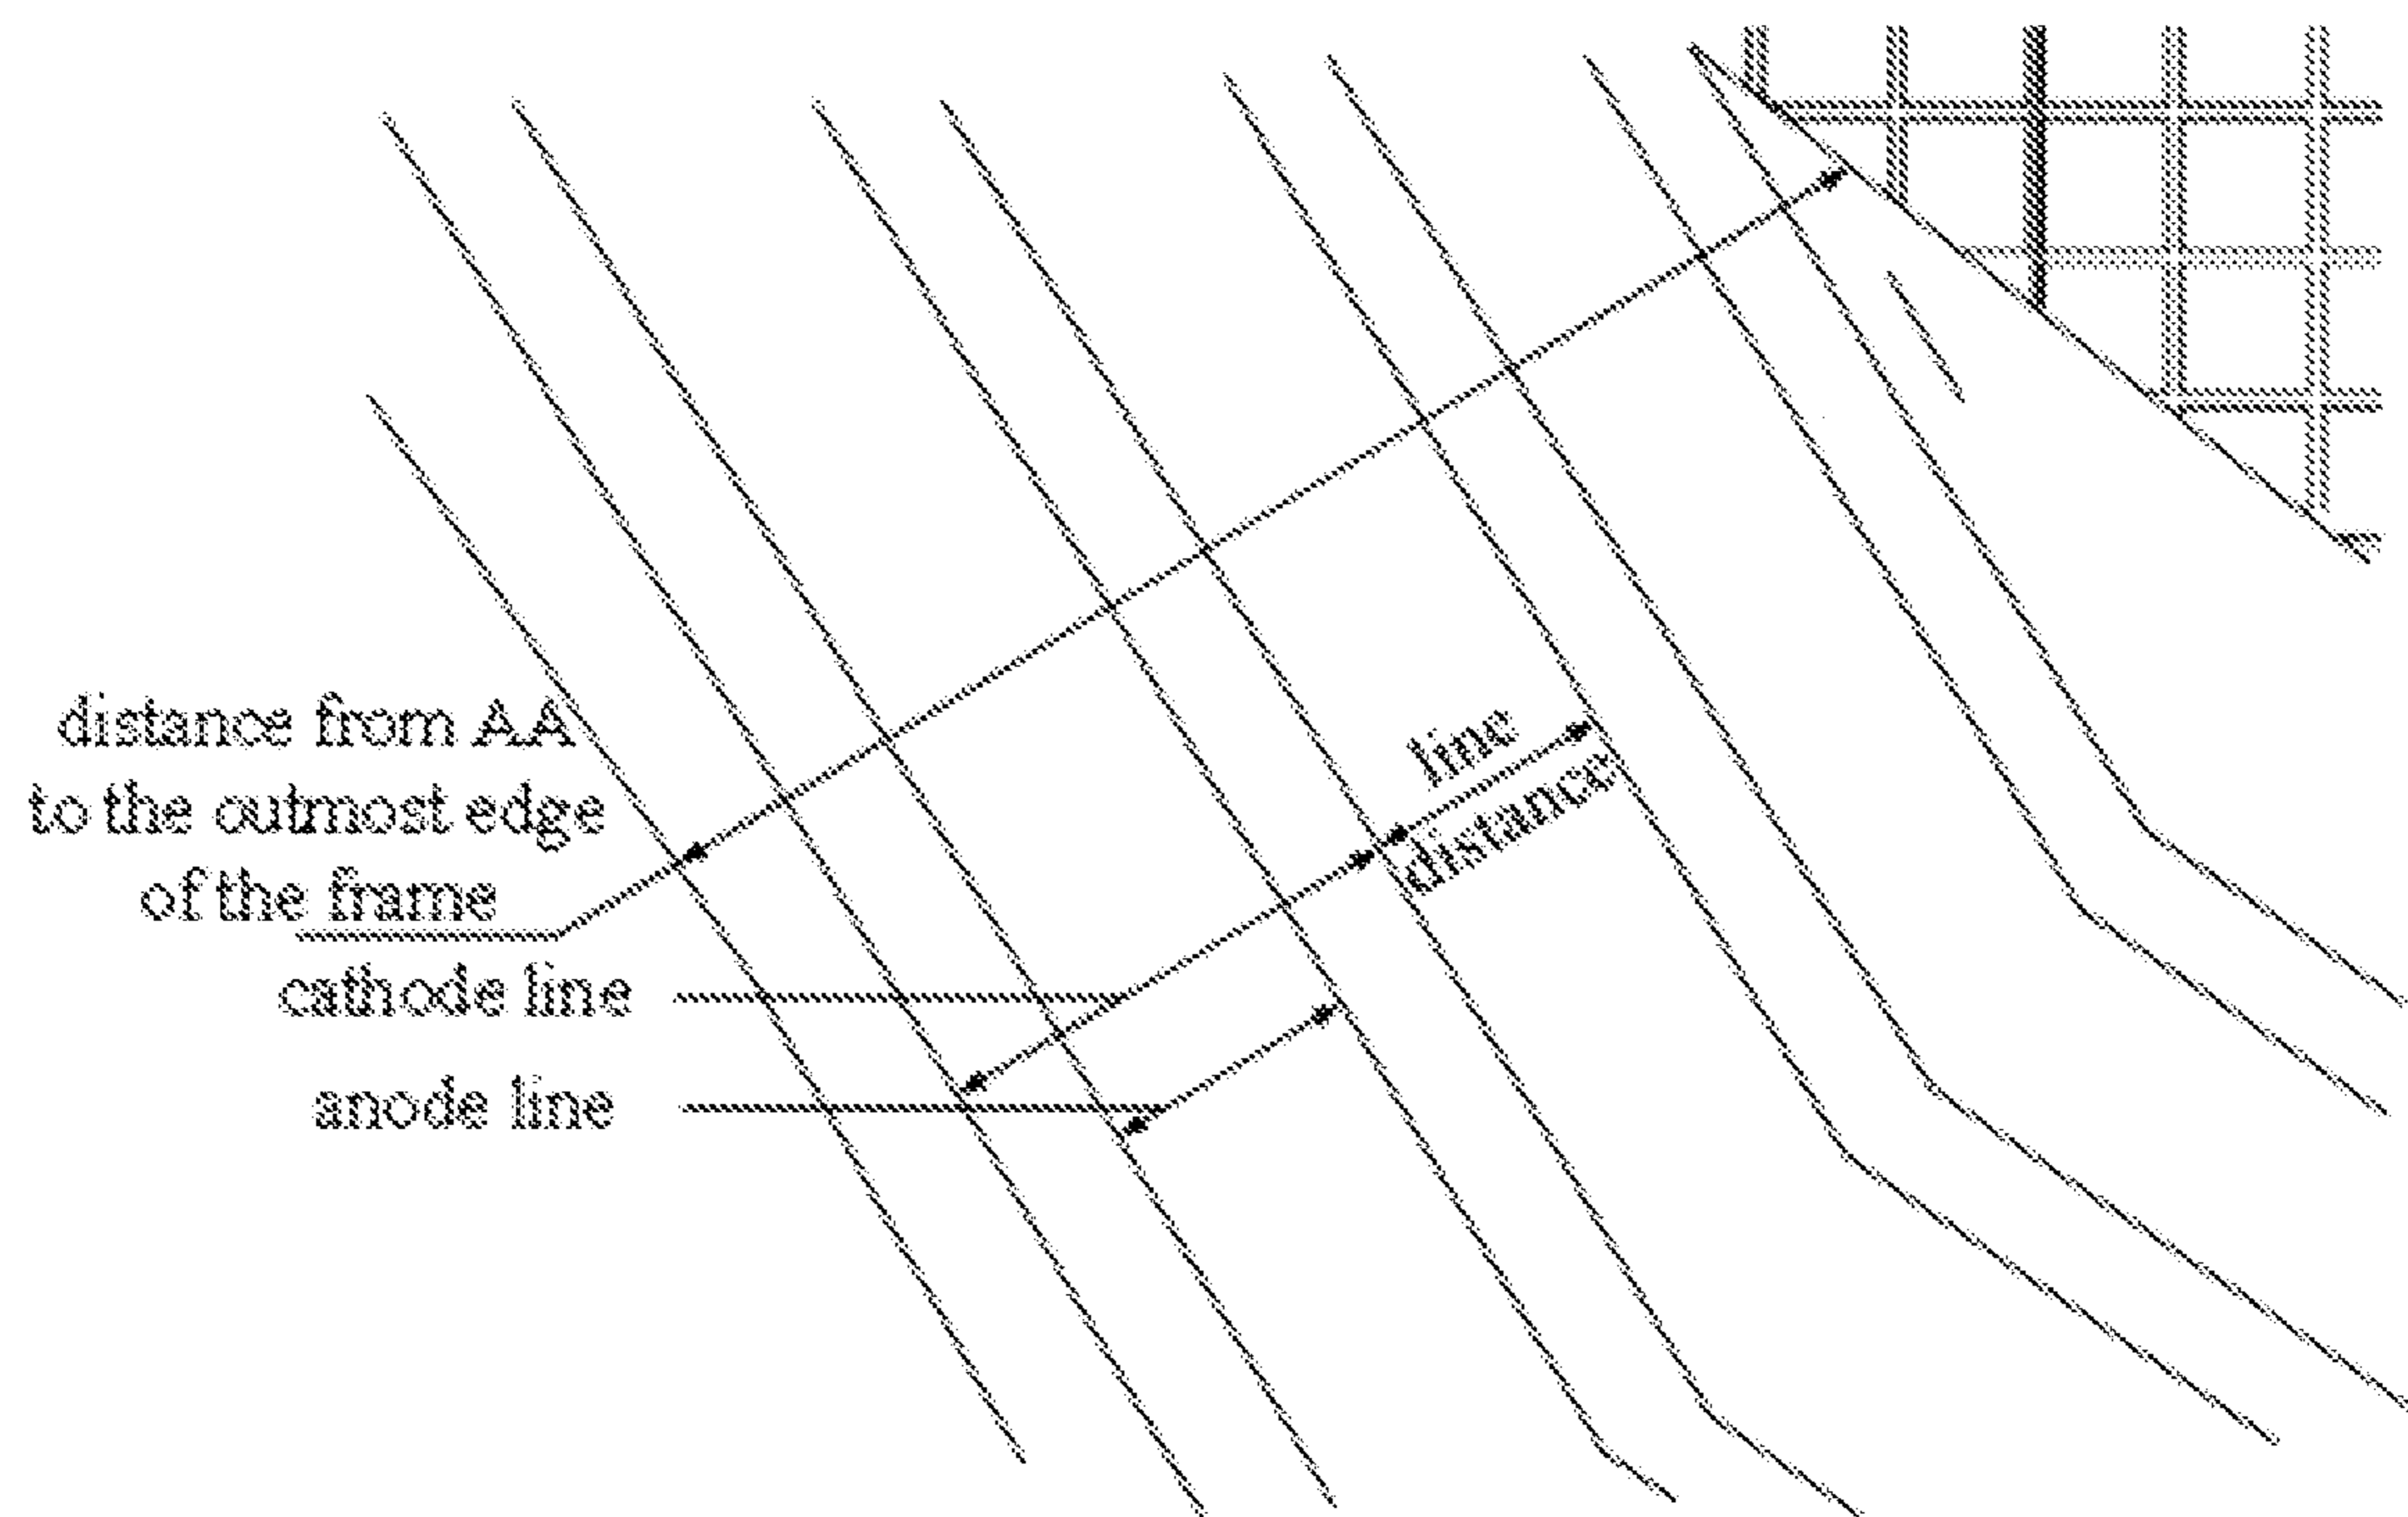 distance from AA
to the outmost edge
of the frame
cathode line
anode line
line
distance